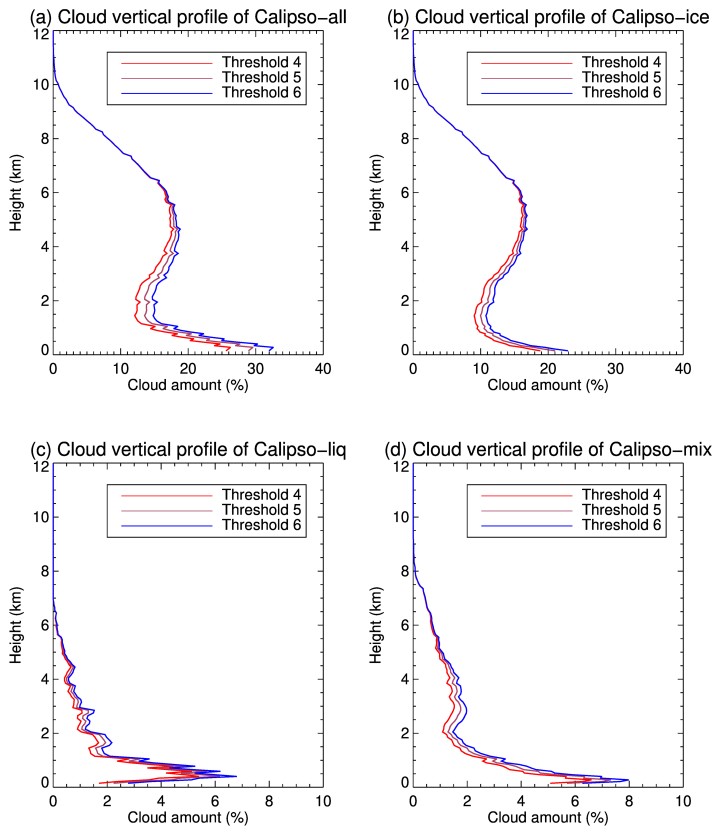 (a) Cloud vertical profile of Calipso-all
12
10
8
6
4
2
0
Height (km)
Threshold 4
Threshold 5
Threshold 6
0 10 20 30 40
Cloud amount (%)
(b) Cloud vertical profile of Calipso-ice
12
10
8
6
4
2
0
Height (km)
Threshold 4
Threshold 5
Threshold 6
0 10 20 30 40
Cloud amount (%)
(c) Cloud vertical profile of Calipso-liq
12
10
8
6
4
2
0
Height (km)
Threshold 4
Threshold 5
Threshold 6
0 2 4 6 8 10
Cloud amount (%)
(d) Cloud vertical profile of Calipso-mix
12
10
8
6
4
2
0
Height (km)
Threshold 4
Threshold 5
Threshold 6
0 2 4 6 8 10
Cloud amount (%)